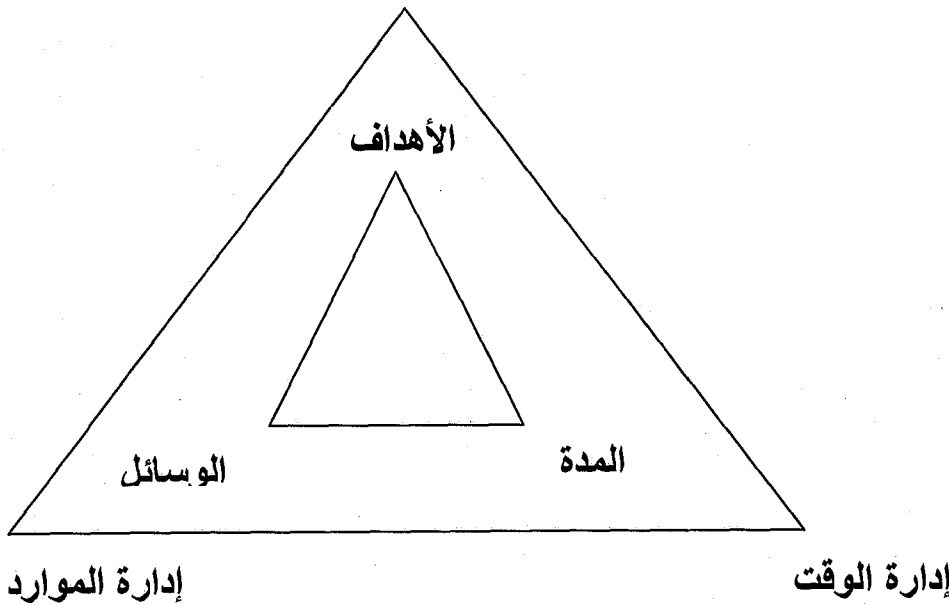 الأهداف
المدة
الوسائل
إدارة الوقت
إدارة الموارد